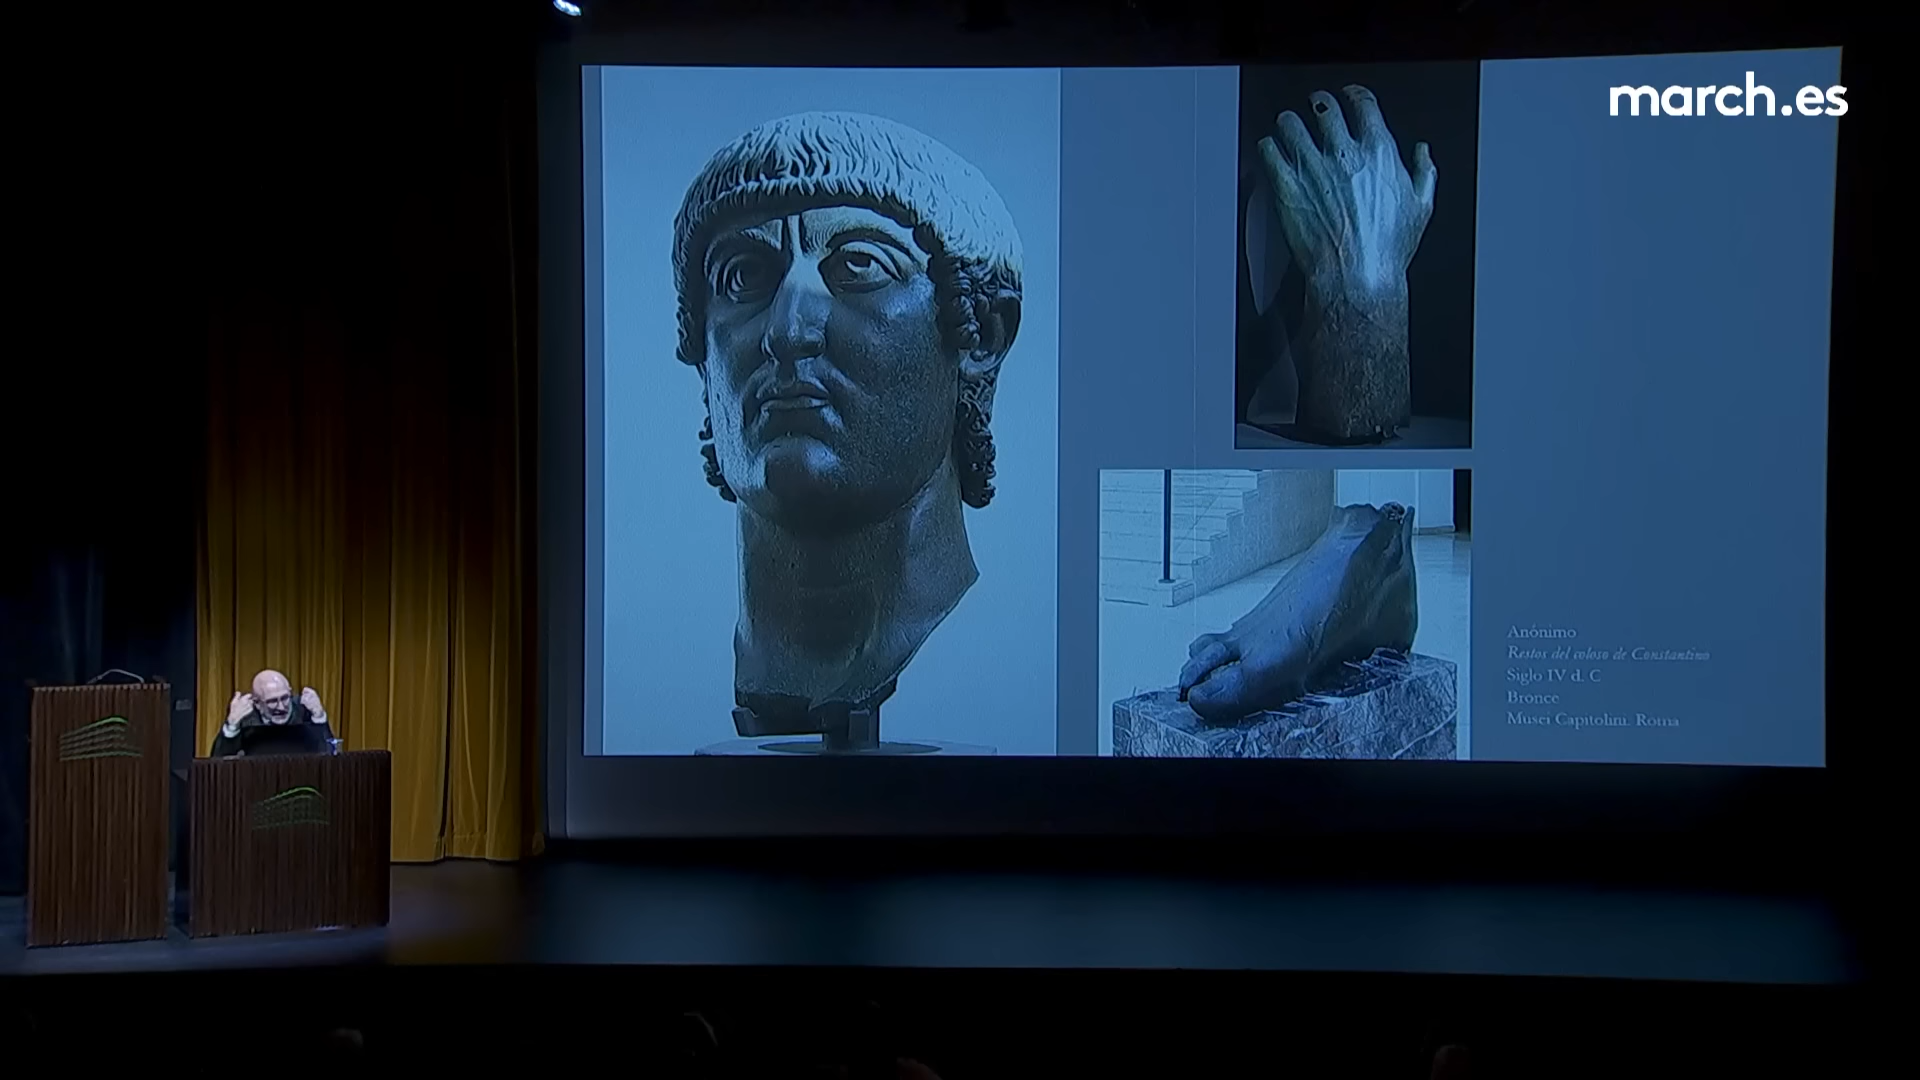 march.es
Anónimo
Restos del coloso de Constantino
Siglo IV d. C
Bronce
Musei Capitolini. Roma